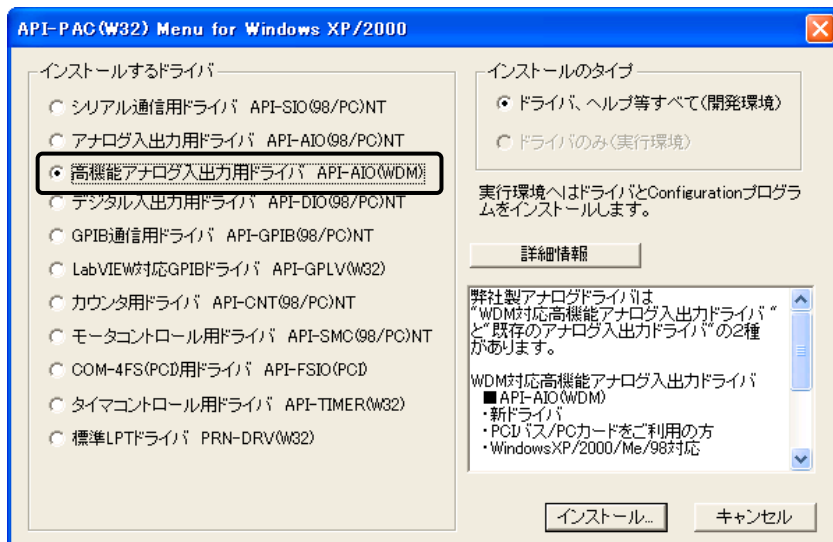 API-PAC(W32) Menu for Windows XP/2000
インストールするドライバ
シリアル通信用ドライバ API-SIO(98/PC)NT
アナログ入出力用ドライバ API-AIO(98/PC)NT
高機能アナログ入出力用ドライバ API-AIO(WDM)
デジタル入出力用ドライバ API-DIO(98/PC)NT
GPIB通信用ドライバ API-GPIB(98/PC)NT
LabVIEW対応GPIBドライバ API-GPLV(W32)
カウンタ用ドライバ API-CNT(98/PC)NT
モータコントロール用ドライバ API-SMC(98/PC)NT
COM-4FS(PCI)用ドライバ API-FSIO(PCI)
タイマコントロール用ドライバ API-TIMER(W32)
標準LPTドライバ PRN-DRV(W32)
インストールのタイプ
ドライバ、ヘルプ等すべて(開発環境)
ドライバのみ(実行環境)
実行環境へはドライバとConfigurationプログラ
ムをインストールします。
詳細情報
弊社製アナログドライバは
"WDM対応高機能アナログ入出力ドライバ"
と"既存のアナログ入出力ドライバ"の2種
があります。
WDM対応高機能アナログ入出力ドライバ
■API-AIO(WDM)
・新ドライバ
・PCIバス/PCカードをご利用の方
・WindowsXP/2000/Me/98対応
インストール...
キャンセル